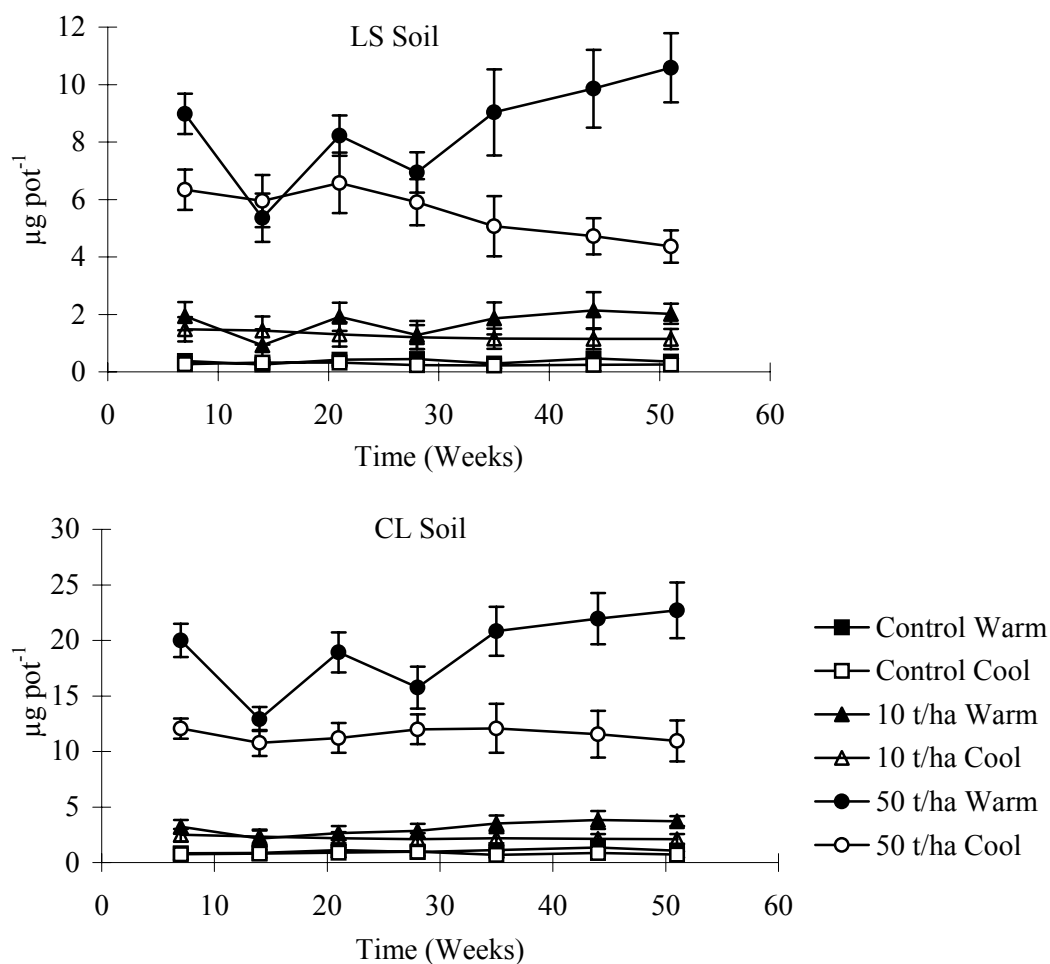 LS Soil
12
10
8
6
4
2
0
µg pot-1
0 10 20 30 40 50 60
Time (Weeks)
CL Soil
30
25
20
15
10
5
0
µg pot-1
0 10 20 30 40 50 60
Time (Weeks)
Control Warm
Control Cool
10 t/ha Warm
10 t/ha Cool
50 t/ha Warm
50 t/ha Cool